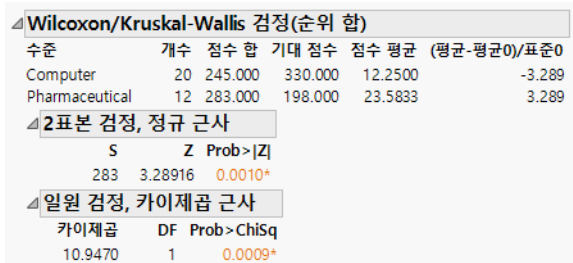 Wilcoxon/Kruskal-Wallis 검정(순위 합)
수준 개수 점수 합 기대 점수 점수 평균 (평균-평균0)/표준0
Computer 20 245.000 330.000 12.2500 -3.289
Pharmaceutical 12 283.000 198.000 23.5833 3.289
2표본 검정, 정규 근사
S Z Prob>|Z|
283 3.28916 0.0010*
일원 검정, 카이제곱 근사
카이제곱 DF Prob>ChiSq
10.9470 1 0.0009*